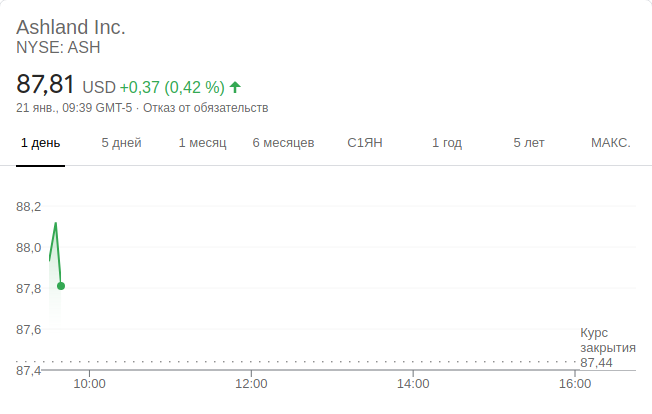 Ashland Inc.
NYSE: ASH
87,81 USD +0,37 (0,42 %)
21 янв., 09:39 GMT-5 · Отказ от обязательств
1 день 5 дней 1 месяц 6 месяцев С1ЯН 1 год 5 лет МАКС.
88,2
88,0
87,8
87,6
Курс
закрытия
87,44
87,4
10:00 12:00 14:00 16:00